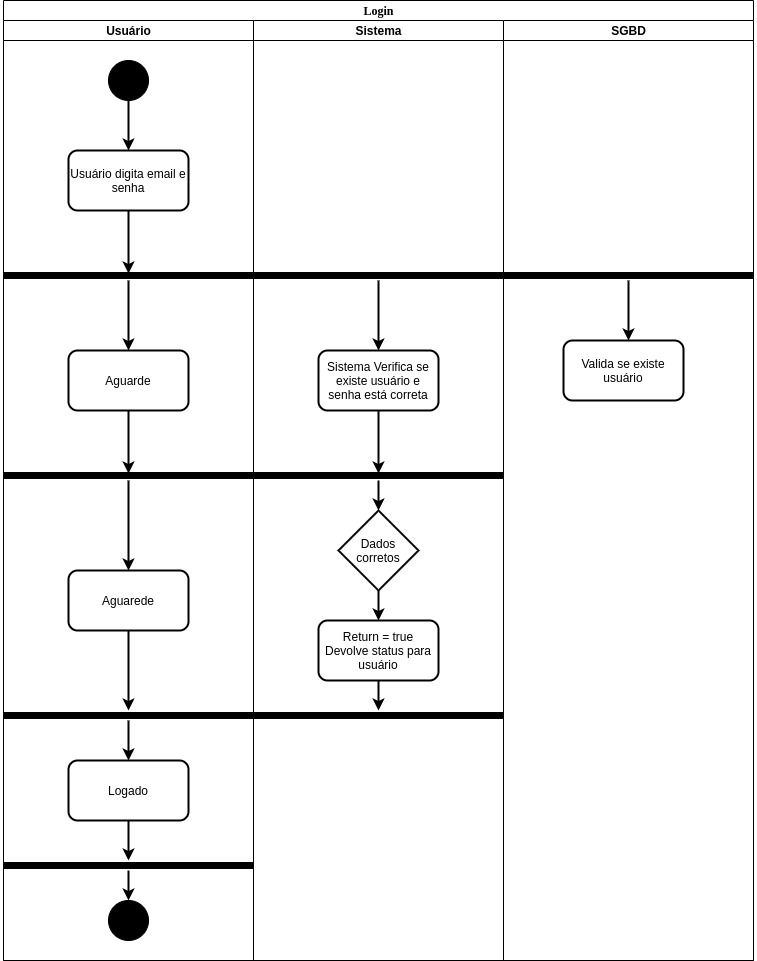 Login
Usuário
Sistema
SGBD
Usuário digita email e
senha
Aguarde
Sistema Verifica se
existe usuário e
senha está correta
Valida se existe
usuário
Dados
corretos
Aguarede
Return = true
Devolve status para
usuário
Logado